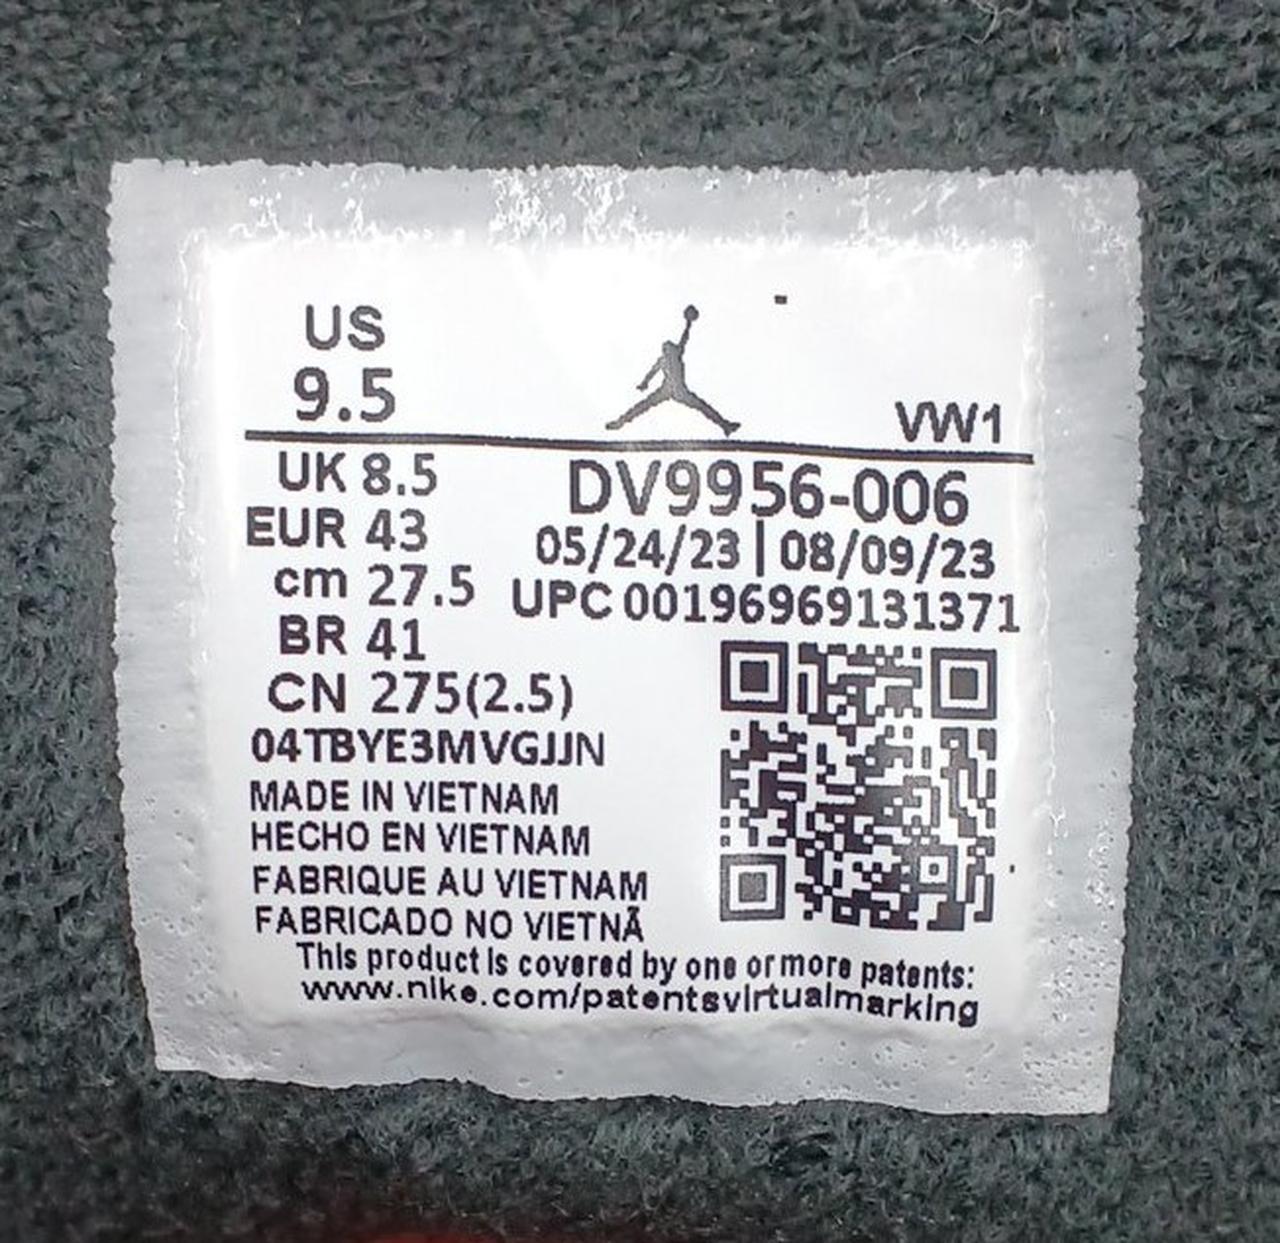 US
9.5
VW1
UK 8.5
DV9956-006
EUR 43
05/24/23 | 08/09/23
cm 27.5
UPC 00196969131371
BR 41
CN 275(2.5)
04TBYE3MVGJJN
MADE IN VIETNAM
HECHO EN VIETNAM
FABRIQUE AU VIETNAM
FABRICADO NO VIETNÃ
This product is covered by one or more patents:
www.nike.com/patentsvirtualmarking